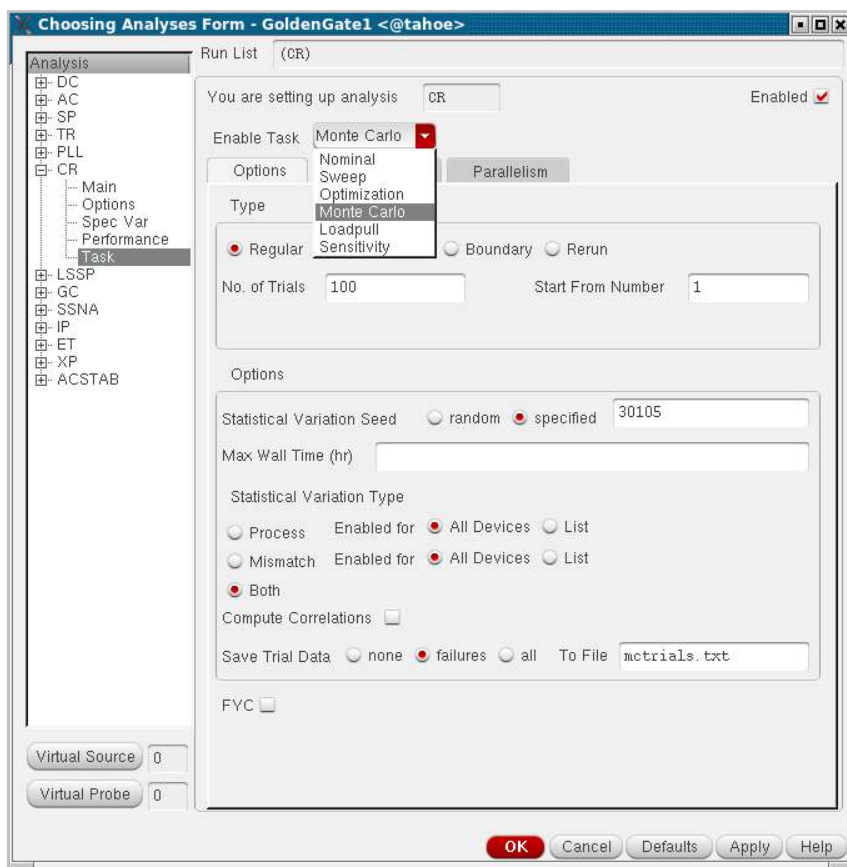 Choosing Analyses Form - GoldenGate1 <@tahoe>
Run List (CR)
Analysis
DC
AC
SP
TR
PLL
CR
Main
Options
Spec Var
Performance
Task
LSSP
GC
SSNA
IP
ET
XP
ACSTAB
Virtual Source 0
Virtual Probe 0
You are setting up analysis CR Enabled
Enable Task Monte Carlo
Nominal
Sweep
Optimization
Monte Carlo
Loadpull
Sensitivity
Options Parallelism
Type
Regular Boundary Rerun
No. of Trials 100 Start From Number 1
Options
Statistical Variation Seed random specified 30105
Max Wall Time (hr)
Statistical Variation Type
Process Enabled for All Devices List
Mismatch Enabled for All Devices List
Both
Compute Correlations
Save Trial Data none failures all To File mctrials.txt
FYC
OK Cancel Defaults Apply Help